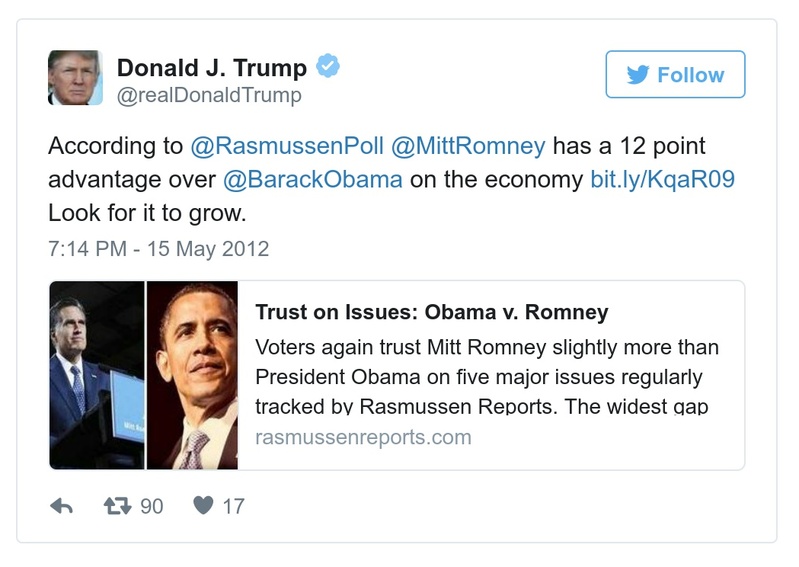 Donald J. Trump
@realDonaldTrump
Follow
According to @RasmussenPoll @MittRomney has a 12 point
advantage over @BarackObama on the economy bit.ly/KqaR09
Look for it to grow.
7:14 PM - 15 May 2012
Trust on Issues: Obama v. Romney
Voters again trust Mitt Romney slightly more than
President Obama on five major issues regularly
tracked by Rasmussen Reports. The widest gap
rasmussenreports.com
90
17